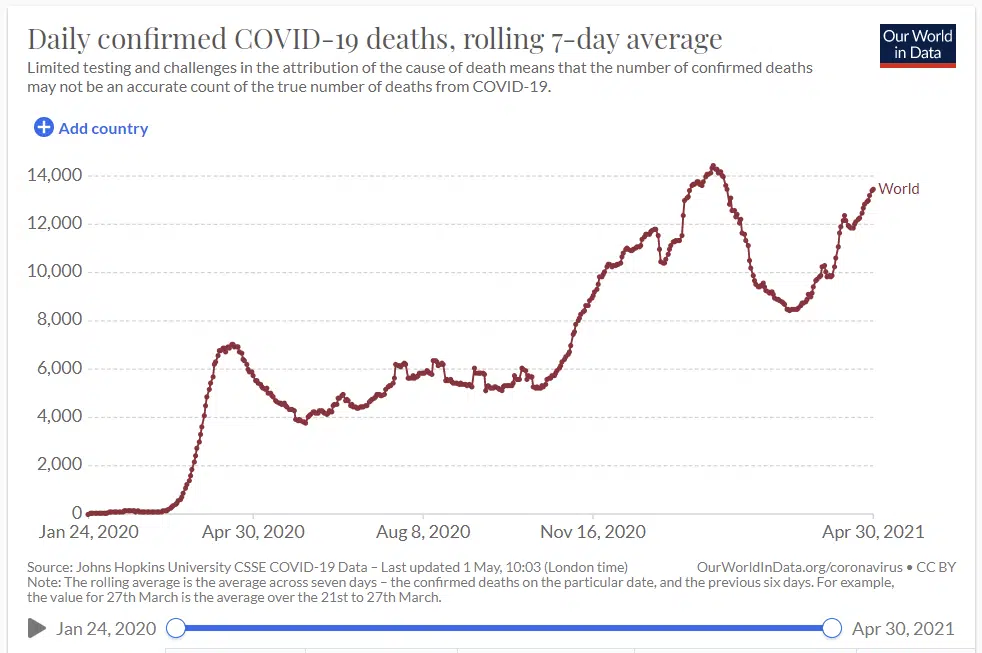 Daily confirmed COVID-19 deaths, rolling 7-day average
Our World
in Data
Limited testing and challenges in the attribution of the cause of death means that the number of confirmed deaths
may not be an accurate count of the true number of deaths from COVID-19.
Add country
14,000
12,000
10,000
8,000
6,000
4,000
2,000
0
World
Jan 24, 2020
Apr 30, 2020
Aug 8, 2020
Nov 16, 2020
Apr 30, 2021
Source: Johns Hopkins University CSSE COVID-19 Data – Last updated 1 May, 10:03 (London time)
OurWorldInData.org/coronavirus • CC BY
Note: The rolling average is the average across seven days – the confirmed deaths on the particular date, and the previous six days. For example,
the value for 27th March is the average over the 21st to 27th March.
Jan 24, 2020
Apr 30, 2021